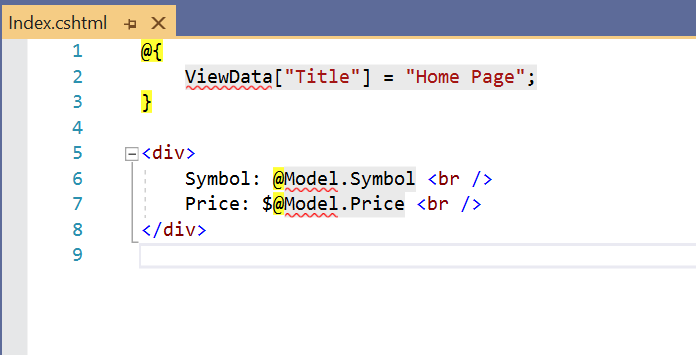 Index.cshtml
1 @{
2 ViewData["Title"] = "Home Page";
3 }
4
5 <div>
6 Symbol: @Model.Symbol <br />
7 Price: $@Model.Price <br />
8 </div>
9